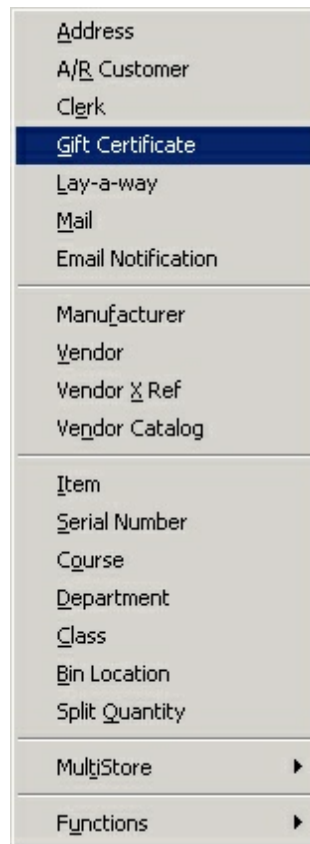 Address
A/R Customer
Clerk
Gift Certificate
Lay-a-way
Mail
Email Notification
Manufacturer
Vendor
Vendor X Ref
Vendor Catalog
Item
Serial Number
Course
Department
Class
Bin Location
Split Quantity
MultiStore
Functions